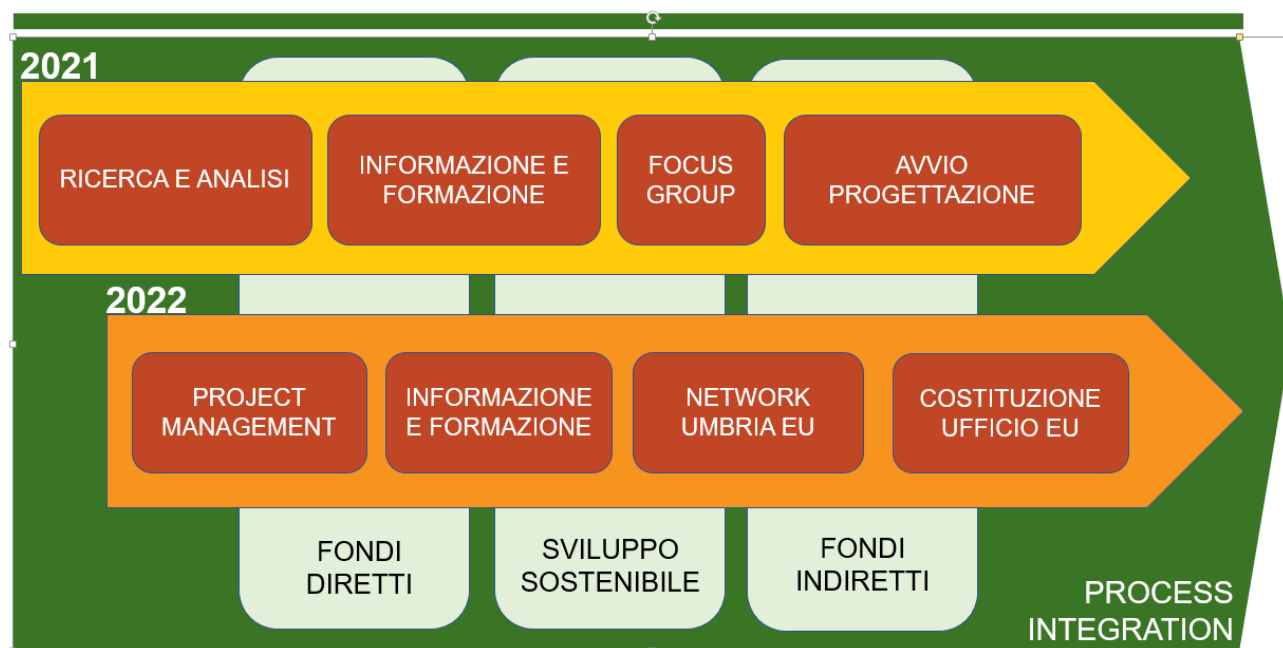 2021
RICERCA E ANALISI
INFORMAZIONE E
FORMAZIONE
FOCUS
GROUP
AVVIO
PROGETTAZIONE
2022
PROJECT
MANAGEMENT
INFORMAZIONE
E FORMAZIONE
NETWORK
UMBRIA EU
COSTITUZIONE
UFFICIO EU
FONDI
DIRETTI
SVILUPPO
SOSTENIBILE
FONDI
INDIRETTI
PROCESS
INTEGRATION